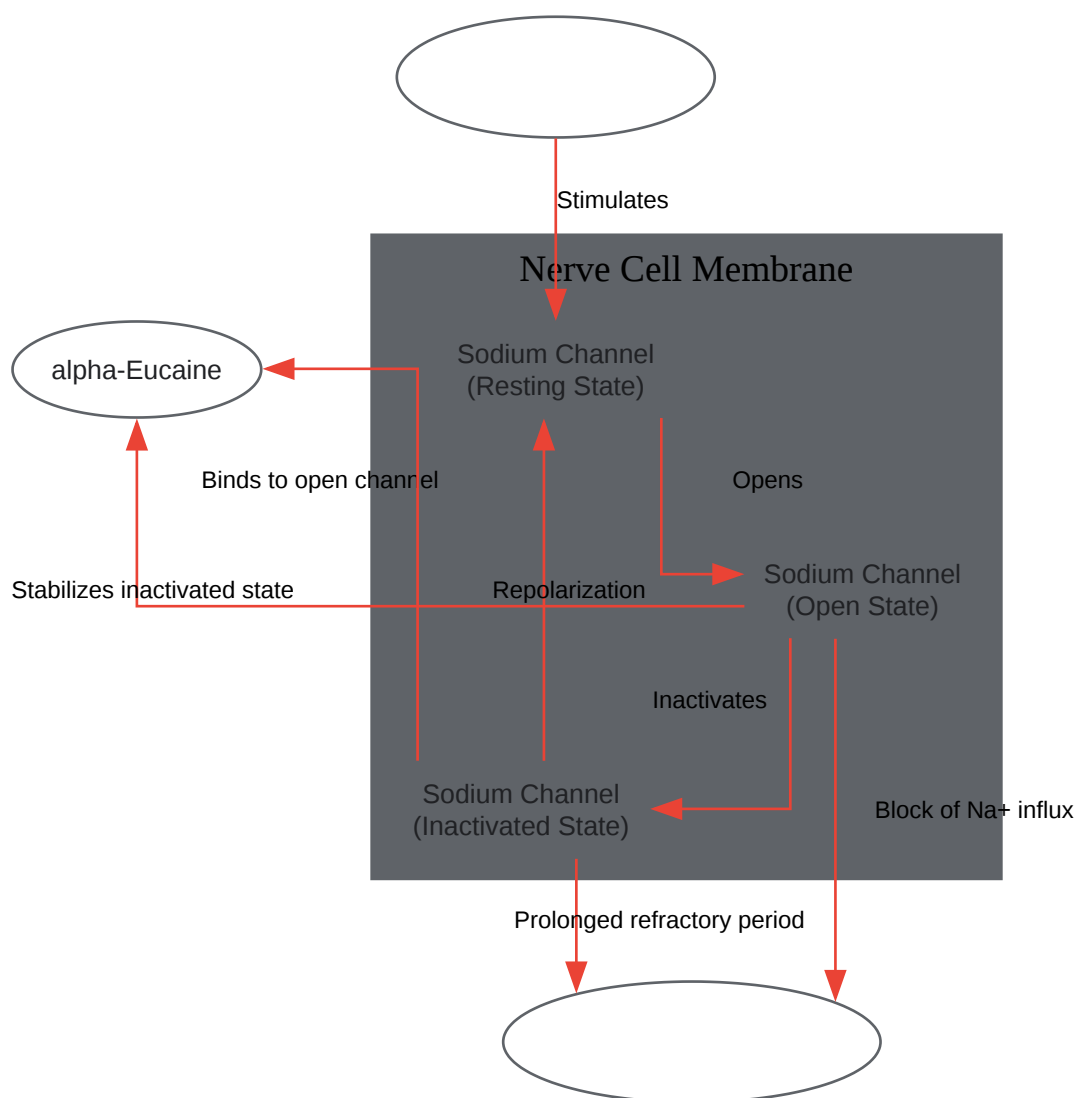 Stimulates
Nerve Cell Membrane
Sodium Channel
(Resting State)
alpha-Eucaine
Binds to open channel
Opens
Sodium Channel
(Open State)
Stabilizes inactivated state
Repolarization
Inactivates
Sodium Channel
(Inactivated State)
Block of Na+ influx
Prolonged refractory period